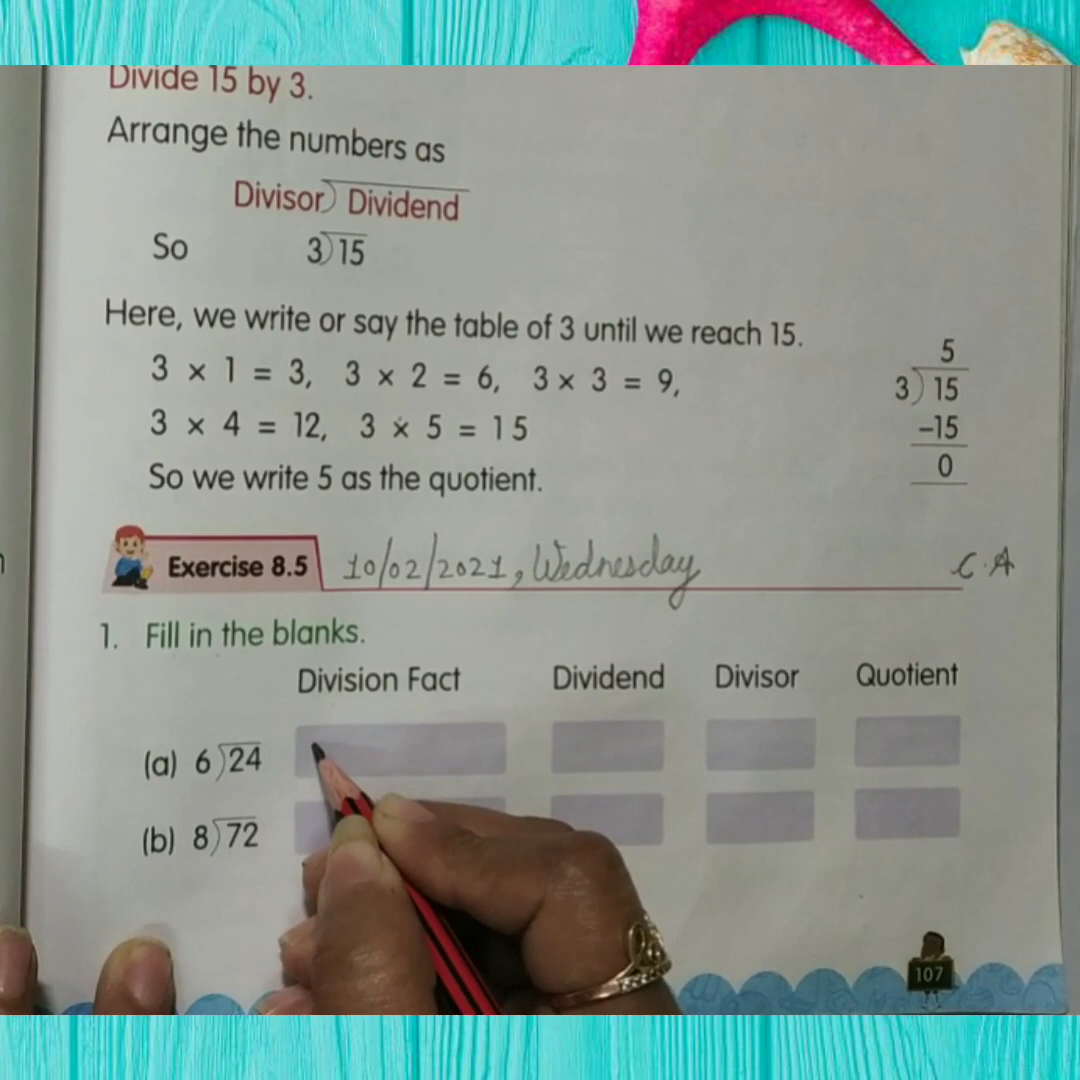 Divide 15 by 3.
Arrange the numbers as
Divisor) Dividend
So 3)15
Here, we write or say the table of 3 until we reach 15.
3 × 1 = 3, 3 × 2 = 6, 3 × 3 = 9,
3 × 4 = 12, 3 × 5 = 15
So we write 5 as the quotient.
5
3)15
–15
0
Exercise 8.5 10/02/2021, Wednesday C.A
1. Fill in the blanks.
Division Fact Dividend Divisor Quotient
(a) 6)24
(b) 8)72
107